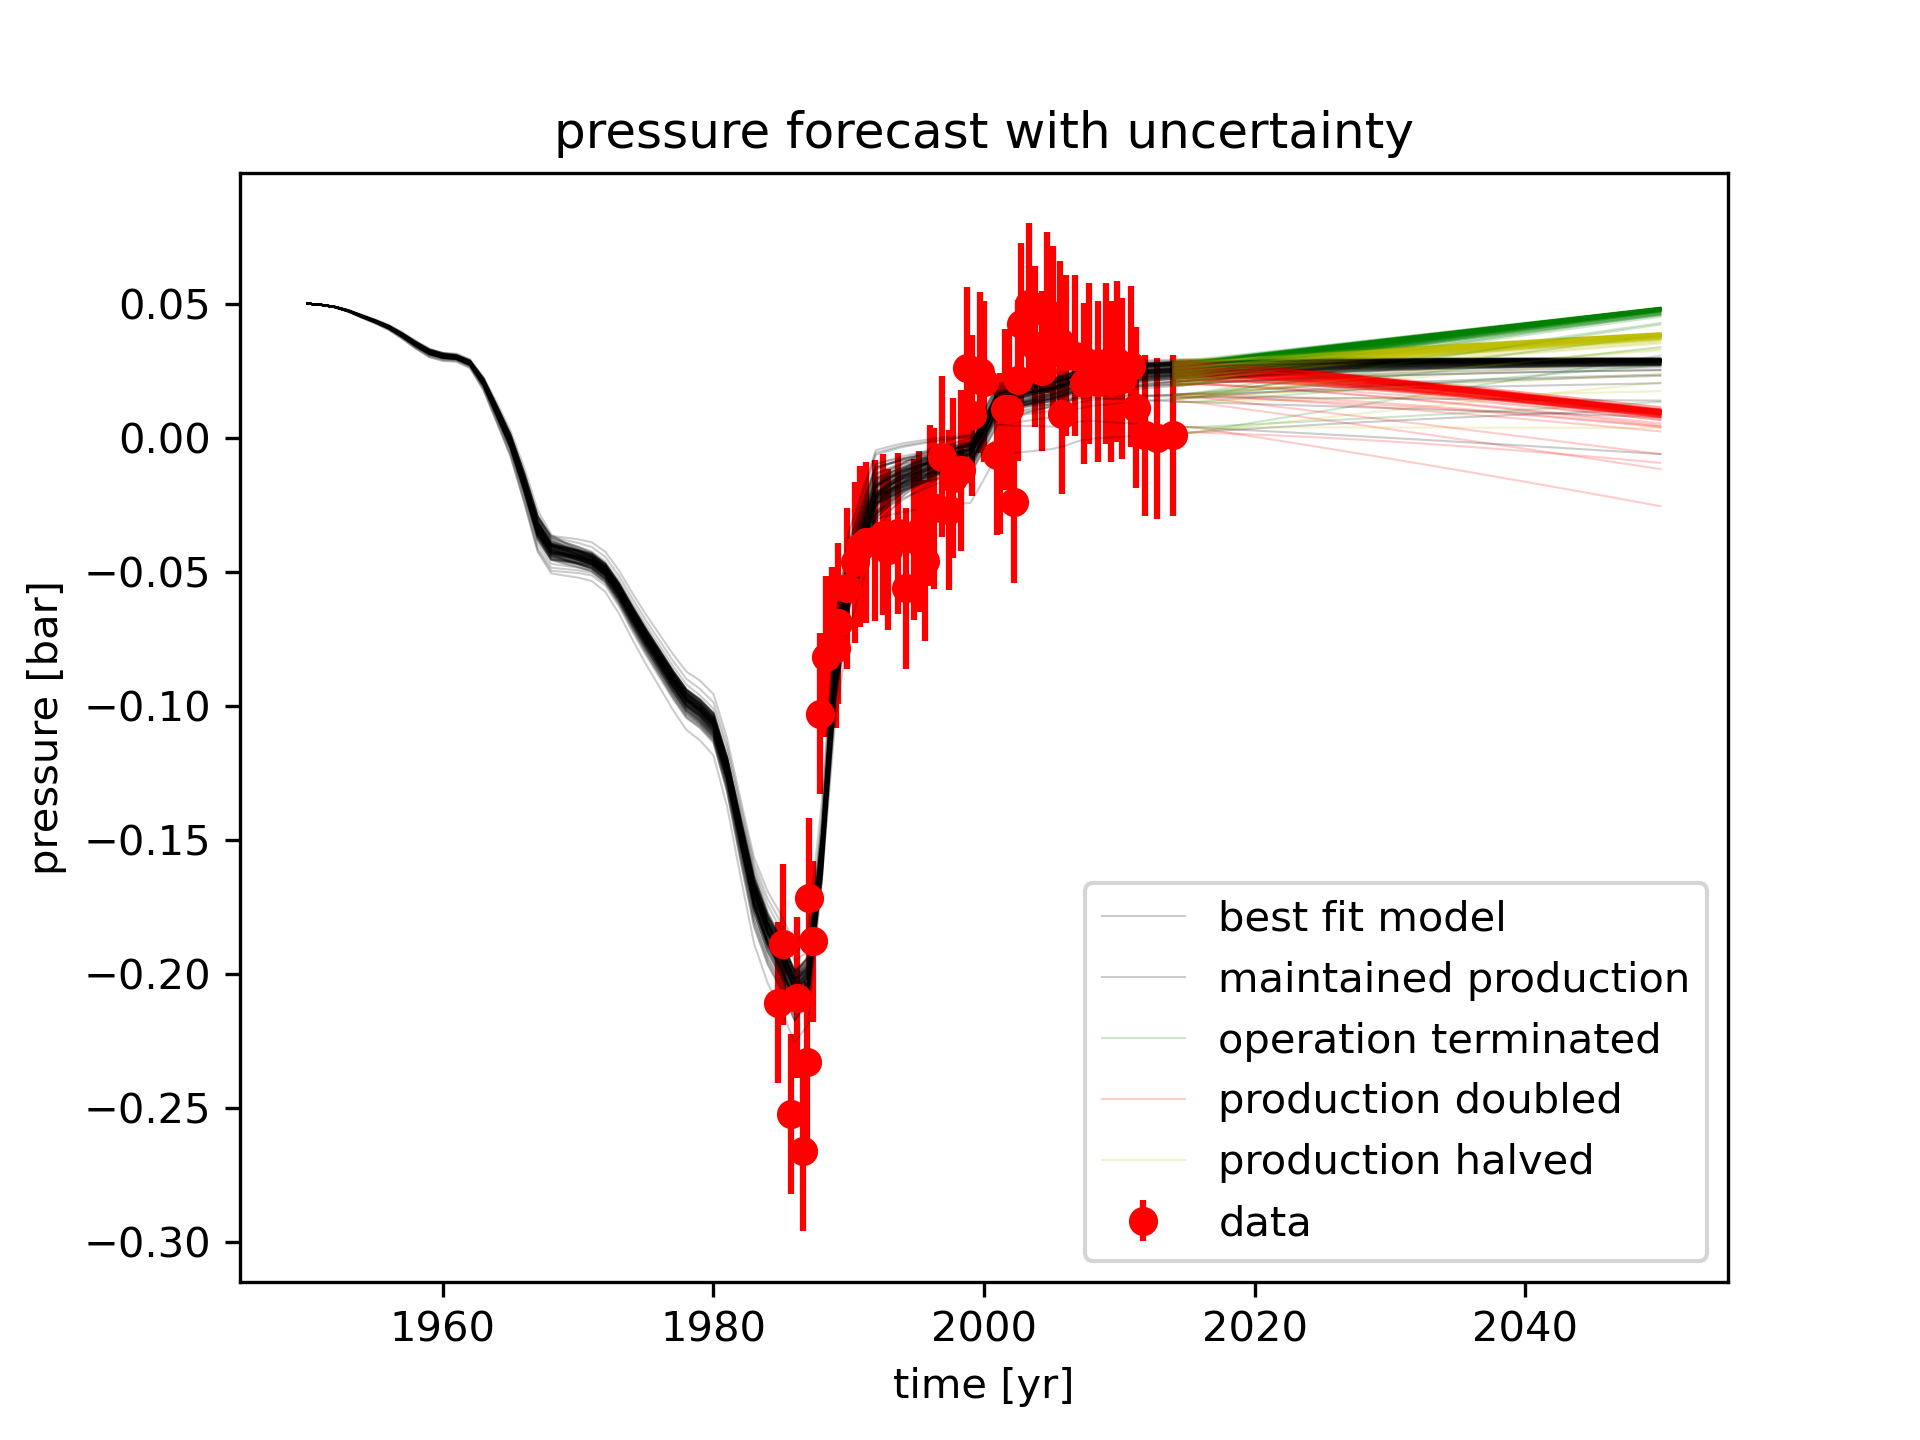 pressure forecast with uncertainty
0.05
0.00
−0.05
−0.10
−0.15
−0.20
−0.25
−0.30
pressure [bar]
1960 1980 2000 2020 2040
time [yr]
best fit model
maintained production
operation terminated
production doubled
production halved
data